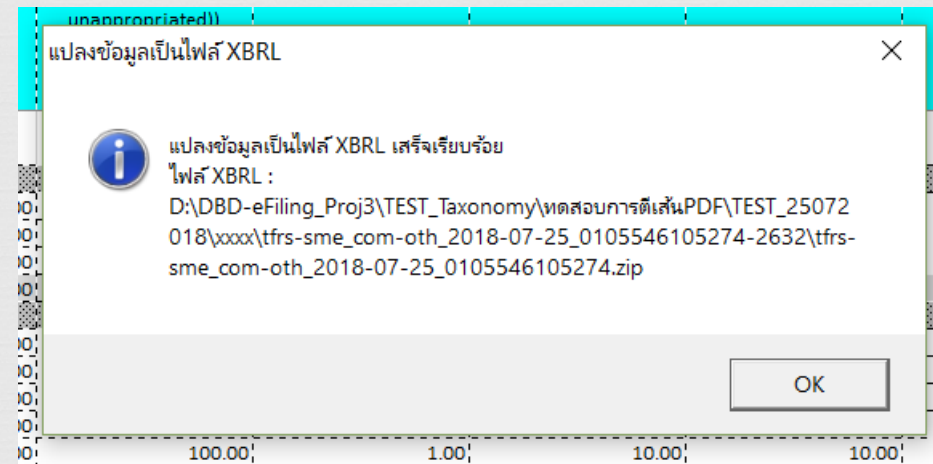 unappropriated))
แปลงข้อมูลเป็นไฟล์ XBRL
แปลงข้อมูลเป็นไฟล์ XBRL เสร็จเรียบร้อย
ไฟล์ XBRL :
D:\DBD-eFiling_Proj3\TEST_Taxonomy\ทดสอบการตีเส้นPDF\TEST_25072
018\xxxx\tfrs-sme_com-oth_2018-07-25_0105546105274-2632\tfrs-
sme_com-oth_2018-07-25_0105546105274.zip
OK
100.00 1.00 10.00 10.00